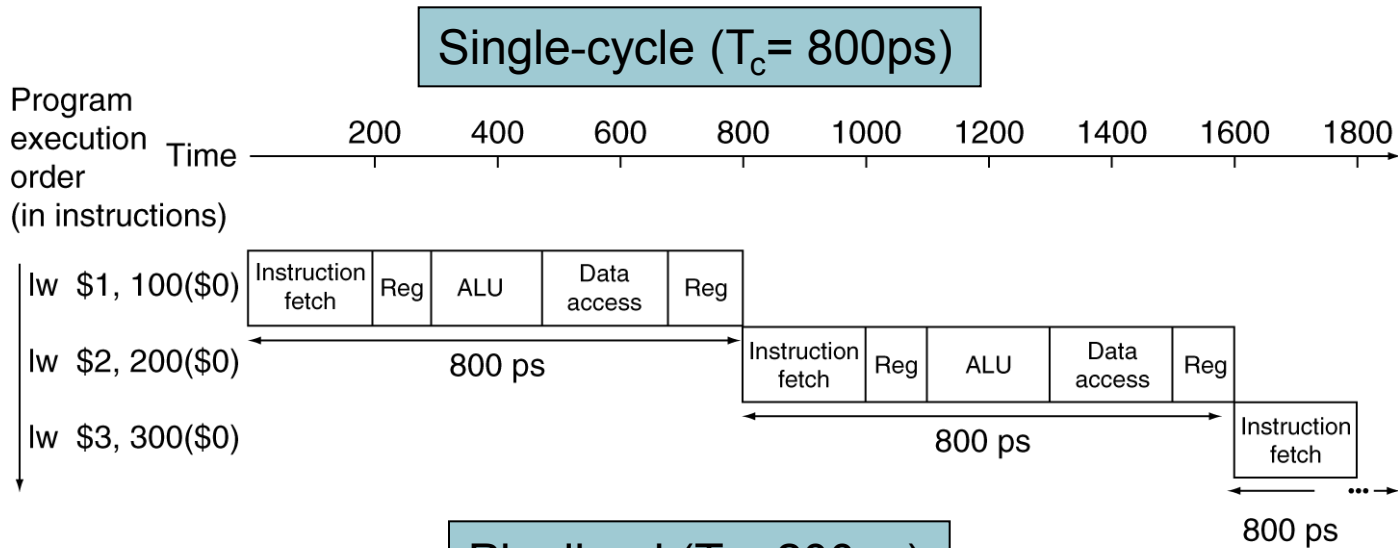 Single-cycle (Tc= 800ps)
Program
execution
order
(in instructions)
Time
200 400 600 800 1000 1200 1400 1600 1800
lw $1, 100($0)
Instruction
fetch
Reg
ALU
Data
access
Reg
800 ps
lw $2, 200($0)
Instruction
fetch
Reg
ALU
Data
access
Reg
800 ps
lw $3, 300($0)
Instruction
fetch
...
800 ps